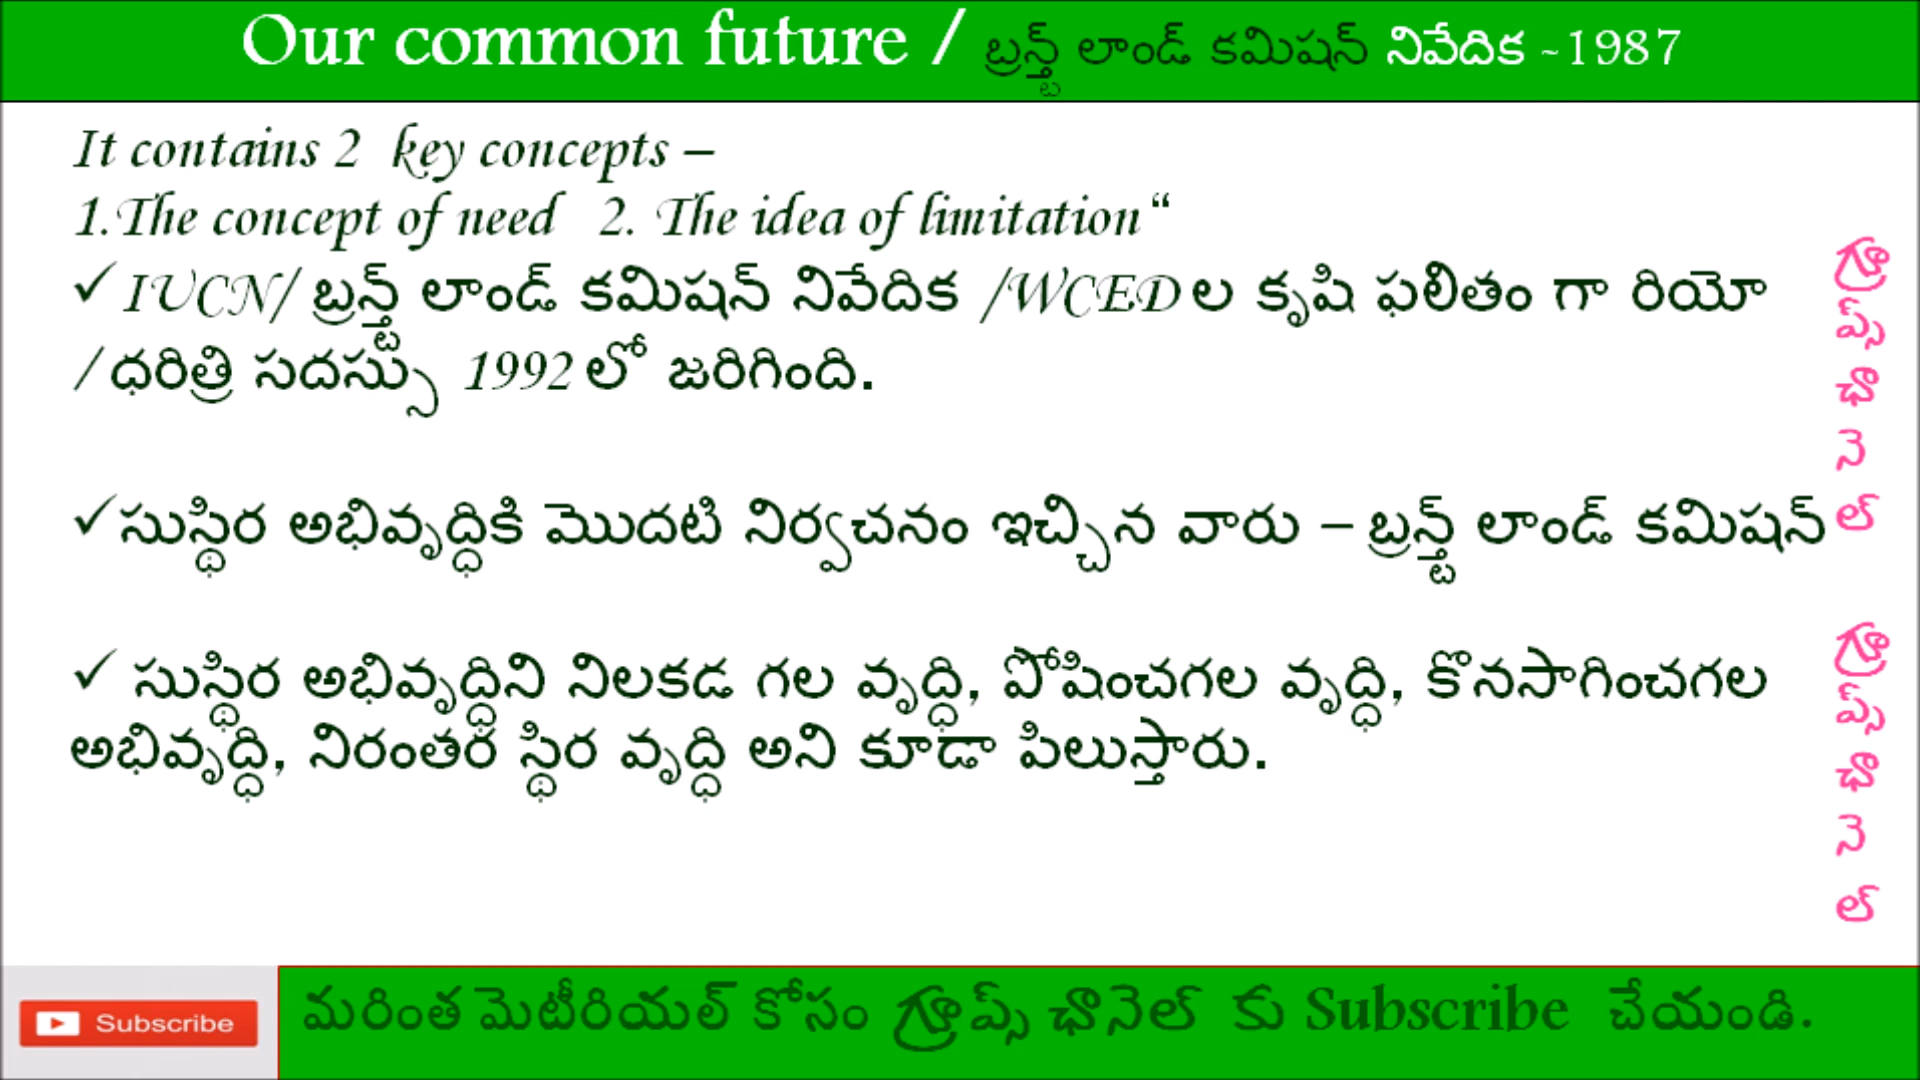 Our common future / బ్రన్ట్ లాండ్ కమిషన్ నివేదిక ~1987
It contains 2 key concepts –
1.The concept of need 2. The idea of limitation“
✓ IUCN/ బ్రన్ట్ లాండ్ కమిషన్ నివేదిక /WCED ల కృషి ఫలితం గా రియో
/ ధరిత్రి సదస్సు 1992 లో జరిగింది.
✓ సుస్థిర అభివృద్ధికి మొదటి నిర్వచనం ఇచ్చిన వారు – బ్రన్ట్ లాండ్ కమిషన్
✓ సుస్థిర అభివృద్ధిని నిలకడ గల వృద్ధి, పోషించగల వృద్ధి, కొనసాగించగల
అభివృద్ధి, నిరంతర స్థిర వృద్ధి అని కూడా పిలుస్తారు.
గ్రూప్స్ ఛానెల్
గ్రూప్స్ ఛానెల్
Subscribe
మరింత మెటీరియల్ కోసం గ్రూప్స్ ఛానెల్ కు Subscribe చేయండి.